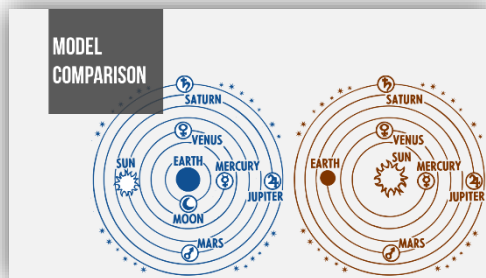 MODEL
COMPARISON
SATURN
VENUS
SUN
EARTH
MERCURY
JUPITER
MOON
MARS
SATURN
VENUS
SUN
EARTH
MERCURY
JUPITER
MARS